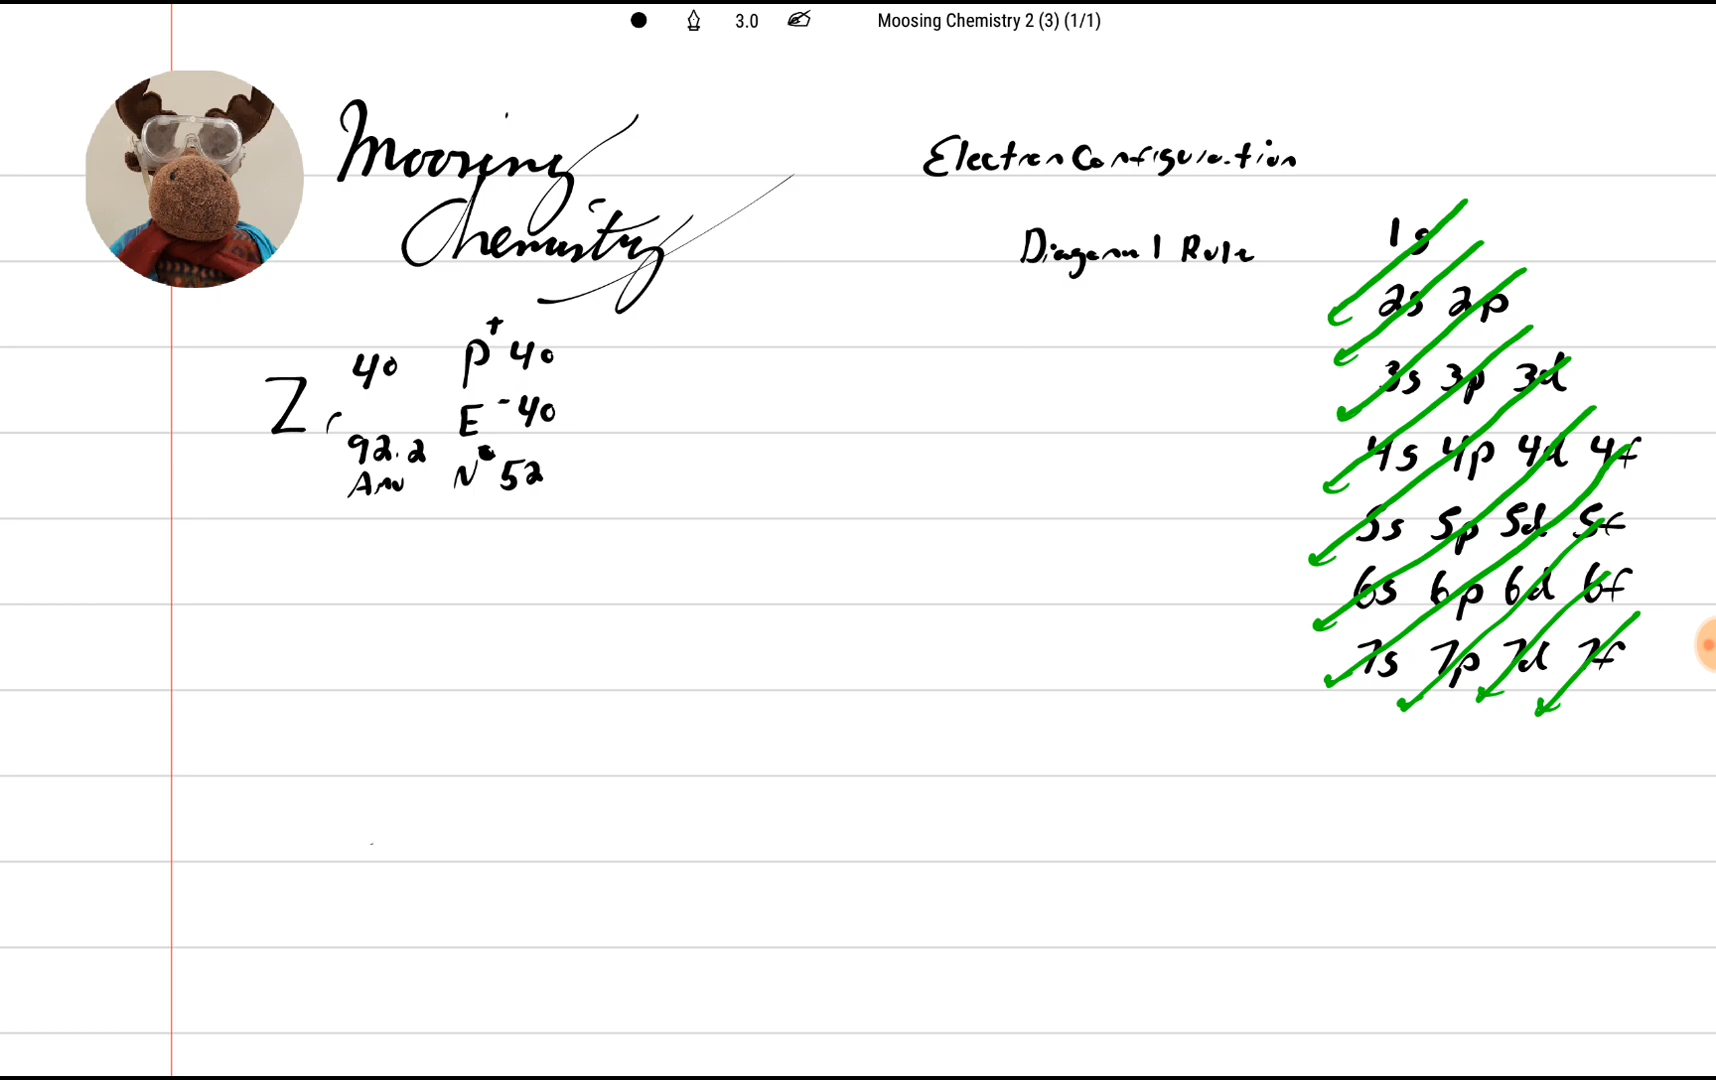 3.0 Moosing Chemistry 2 (3) (1/1)
Moosing
Chemistry
Electron Configuration
Diagonal Rule
1s
2s 2p
3s 3p 3d
4s 4p 4d 4f
5s 5p 5d 5f
6s 6p 6d 6f
7s 7p 7d 7f
40 P+ 40
Zr
E- 40
92.2
N° 52